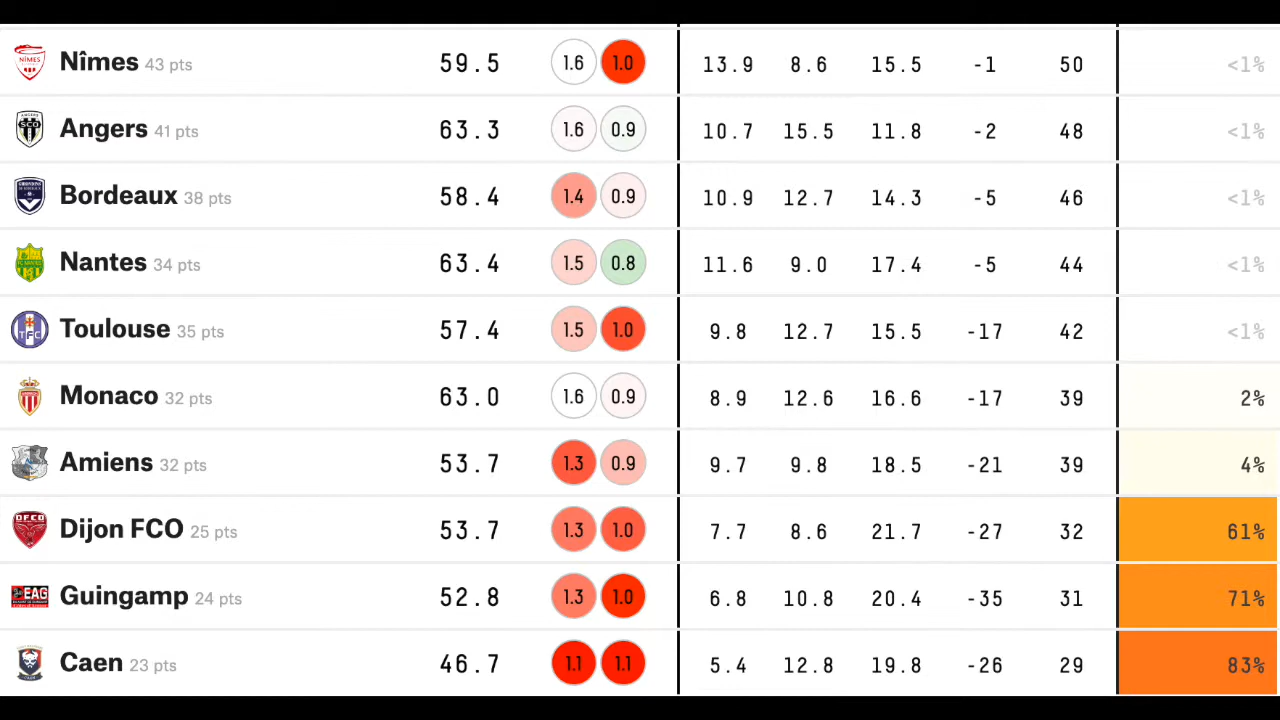 Nîmes 43 pts 59.5 1.6 1.0 13.9 8.6 15.5 -1 50 <1%
Angers 41 pts 63.3 1.6 0.9 10.7 15.5 11.8 -2 48 <1%
Bordeaux 38 pts 58.4 1.4 0.9 10.9 12.7 14.3 -5 46 <1%
Nantes 34 pts 63.4 1.5 0.8 11.6 9.0 17.4 -5 44 <1%
Toulouse 35 pts 57.4 1.5 1.0 9.8 12.7 15.5 -17 42 <1%
Monaco 32 pts 63.0 1.6 0.9 8.9 12.6 16.6 -17 39 2%
Amiens 32 pts 53.7 1.3 0.9 9.7 9.8 18.5 -21 39 4%
Dijon FCO 25 pts 53.7 1.3 1.0 7.7 8.6 21.7 -27 32 61%
Guingamp 24 pts 52.8 1.3 1.0 6.8 10.8 20.4 -35 31 71%
Caen 23 pts 46.7 1.1 1.1 5.4 12.8 19.8 -26 29 83%